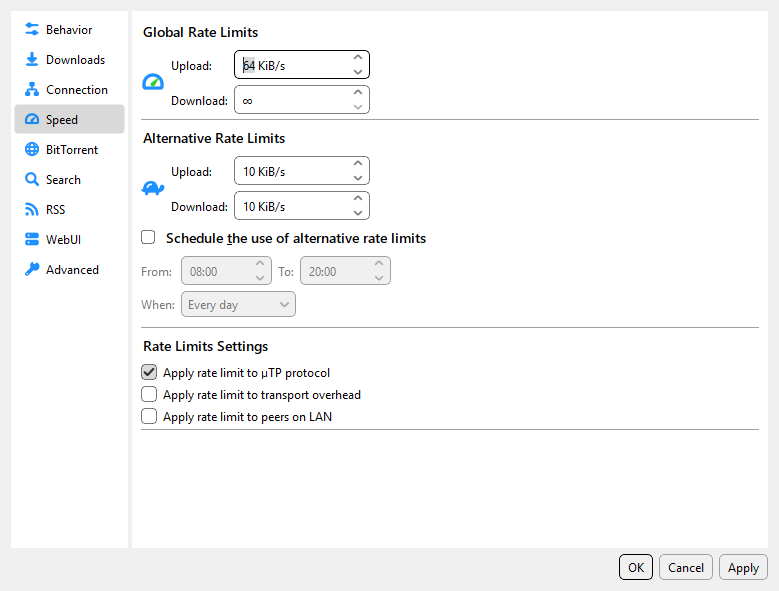 Behavior
Downloads
Connection
Speed
BitTorrent
Search
RSS
WebUI
Advanced
Global Rate Limits
Upload: 64 KiB/s
Download: ∞
Alternative Rate Limits
Upload: 10 KiB/s
Download: 10 KiB/s
Schedule the use of alternative rate limits
From: 08:00 To: 20:00
When: Every day
Rate Limits Settings
Apply rate limit to µTP protocol
Apply rate limit to transport overhead
Apply rate limit to peers on LAN
OK Cancel Apply